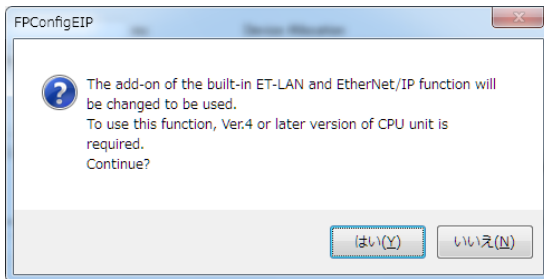 FPConfigEIP
The add-on of the built-in ET-LAN and EtherNet/IP function will
be changed to be used.
To use this function, Ver.4 or later version of CPU unit is
required.
Continue?
はい(Y)
いいえ(N)